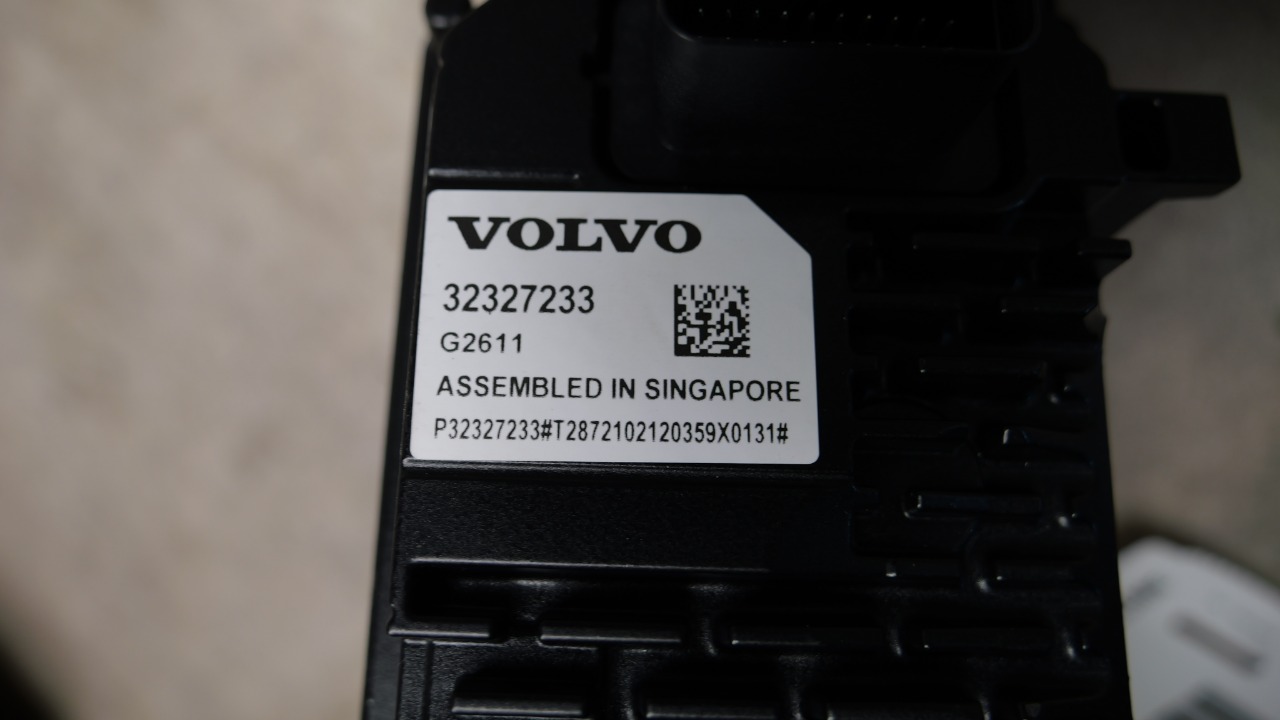 VOLVO
32327233
G2611
ASSEMBLED IN SINGAPORE
P32327233#T2872102120359X0131#